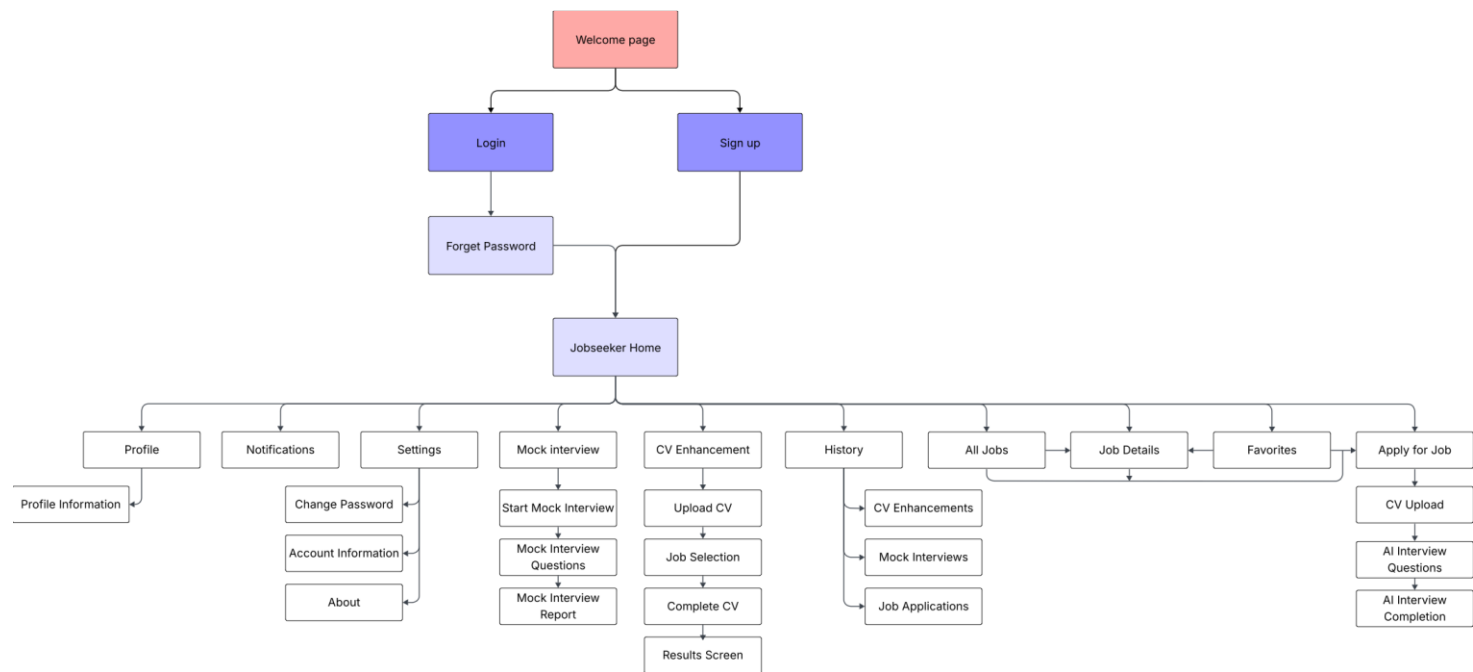 Welcome page
Login
Sign up
Forget Password
Jobseeker Home
Profile
Notifications
Settings
Mock interview
CV Enhancement
History
All Jobs
Job Details
Favorites
Apply for Job
Profile Information
Change Password
Account Information
About
Start Mock Interview
Mock Interview
Questions
Mock Interview
Report
Upload CV
Job Selection
Complete CV
Results Screen
CV Enhancements
Mock Interviews
Job Applications
CV Upload
AI Interview
Questions
AI Interview
Completion